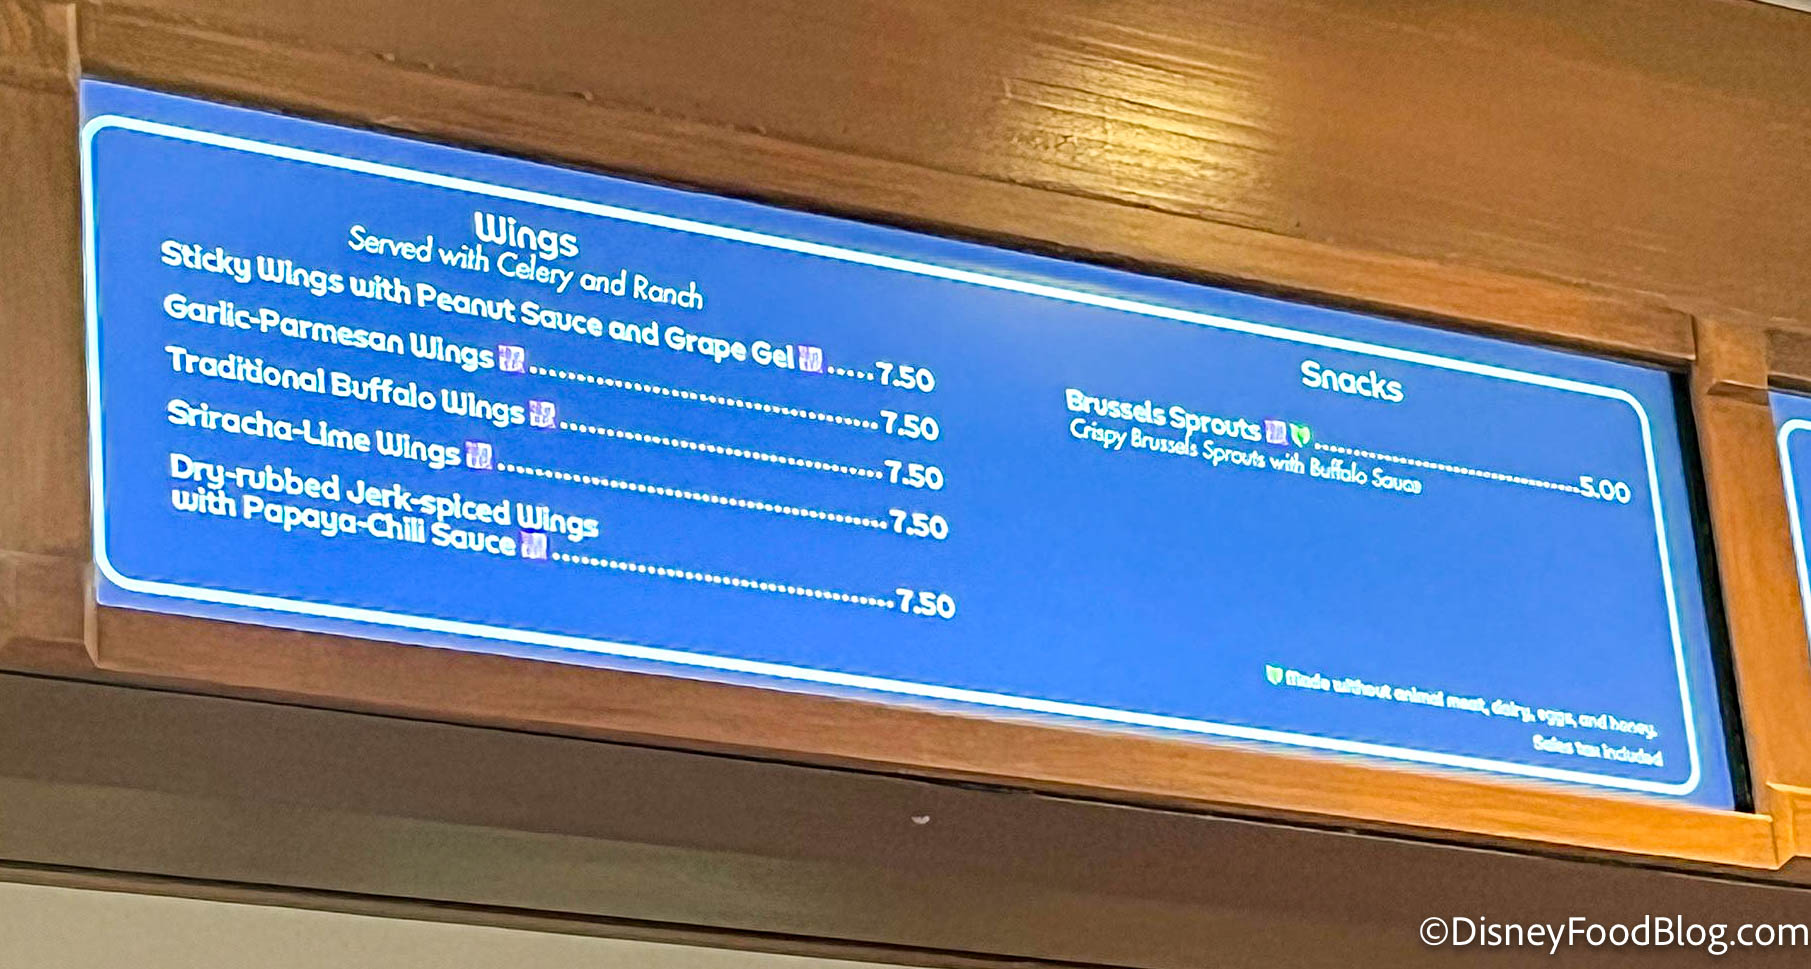 Wings
Served with Celery and Ranch
Sticky Wings with Peanut Sauce and Grape Gel.....7.50
Garlic-Parmesan Wings..........7.50
Traditional Buffalo Wings..........7.50
Sriracha-Lime Wings..........7.50
Dry-rubbed Jerk-spiced Wings
with Papaya-Chili Sauce..........7.50
Snacks
Brussels Sprouts..........5.00
Crispy Brussels Sprouts with Buffalo Sauce
Made without animal meat, dairy, eggs, and honey.
Sales tax included
©DisneyFoodBlog.com